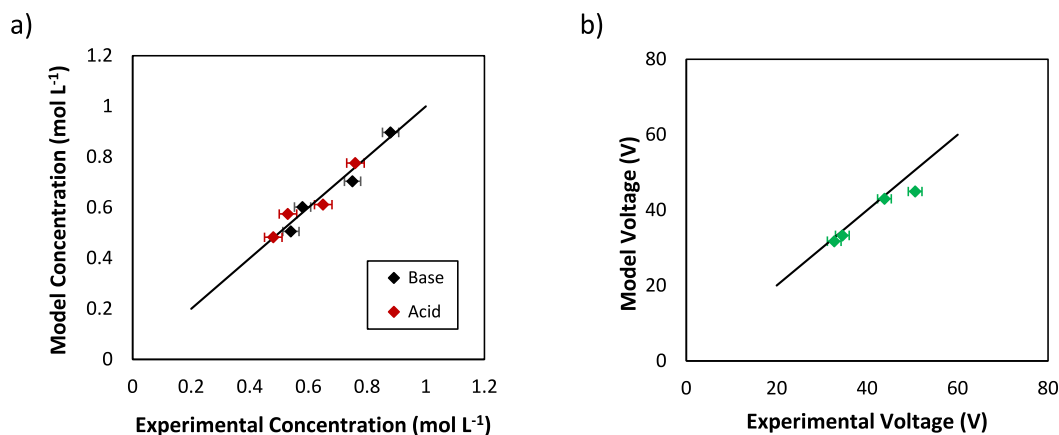 a)
Model Concentration (mol L-1)
1.2
1
0.8
0.6
0.4
0.2
0
0 0.2 0.4 0.6 0.8 1 1.2
Experimental Concentration (mol L-1)
Base
Acid
b)
Model Voltage (V)
80
60
40
20
0
0 20 40 60 80
Experimental Voltage (V)